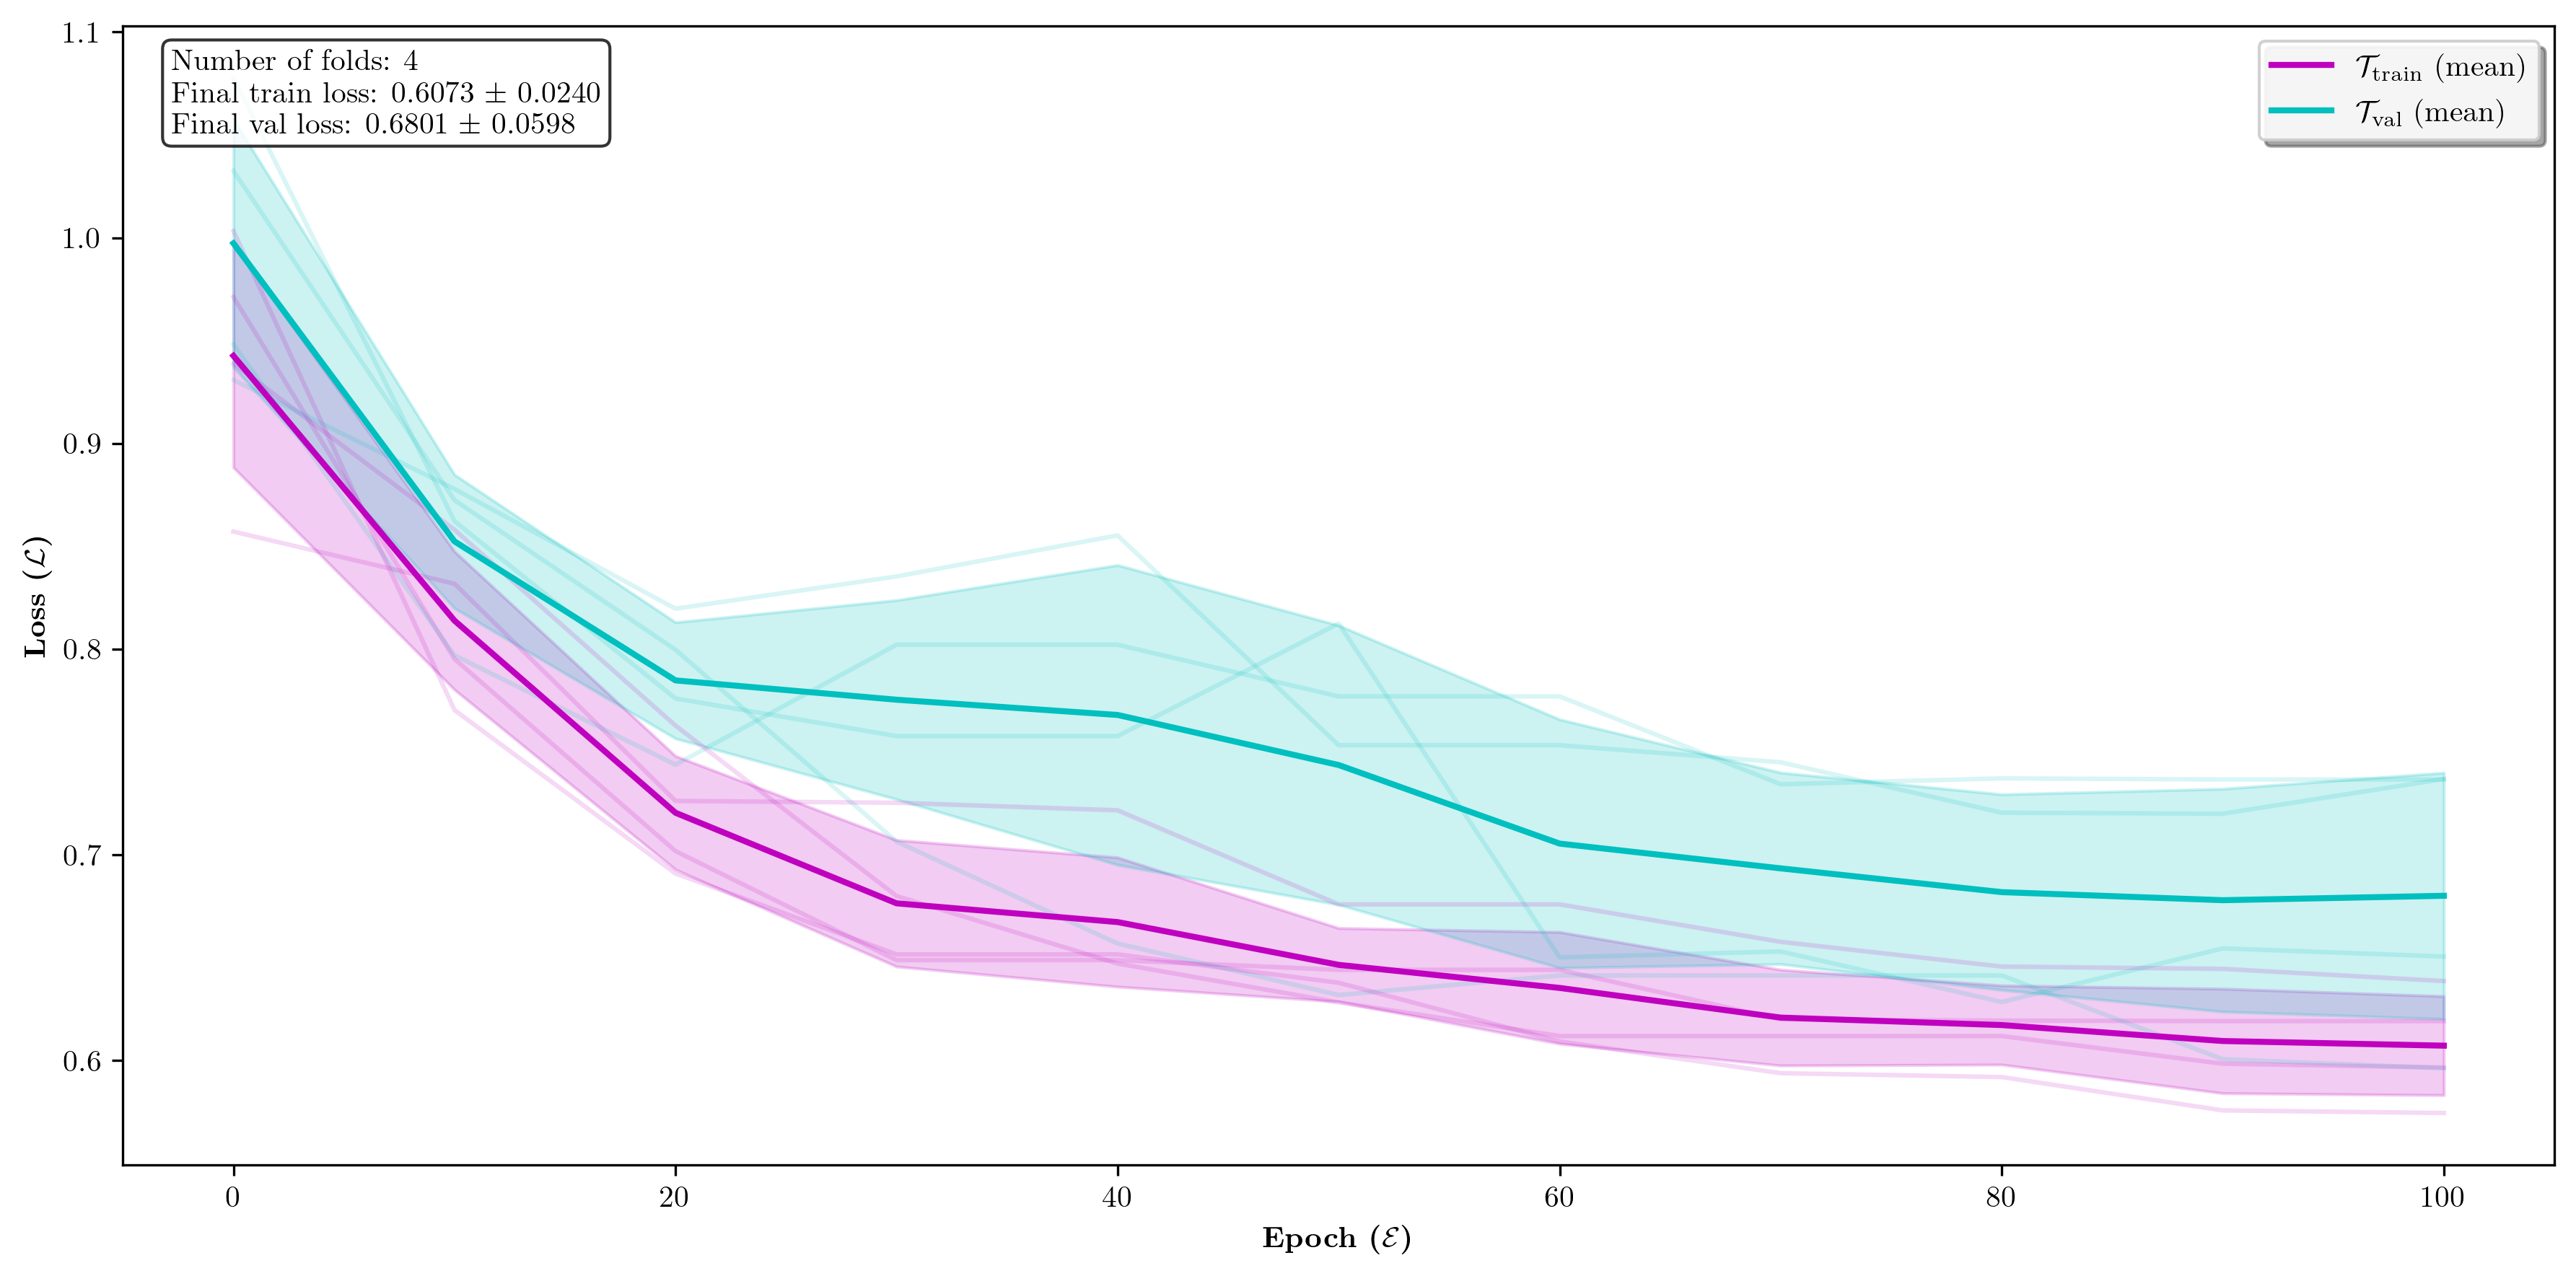 Number of folds: 4
Final train loss: 0.6073 ± 0.0240
Final val loss: 0.6801 ± 0.0598
𝒯train (mean)
𝒯val (mean)
1.1
1.0
0.9
0.8
0.7
0.6
Loss (ℒ)
0
20
40
60
80
100
Epoch (ℰ)